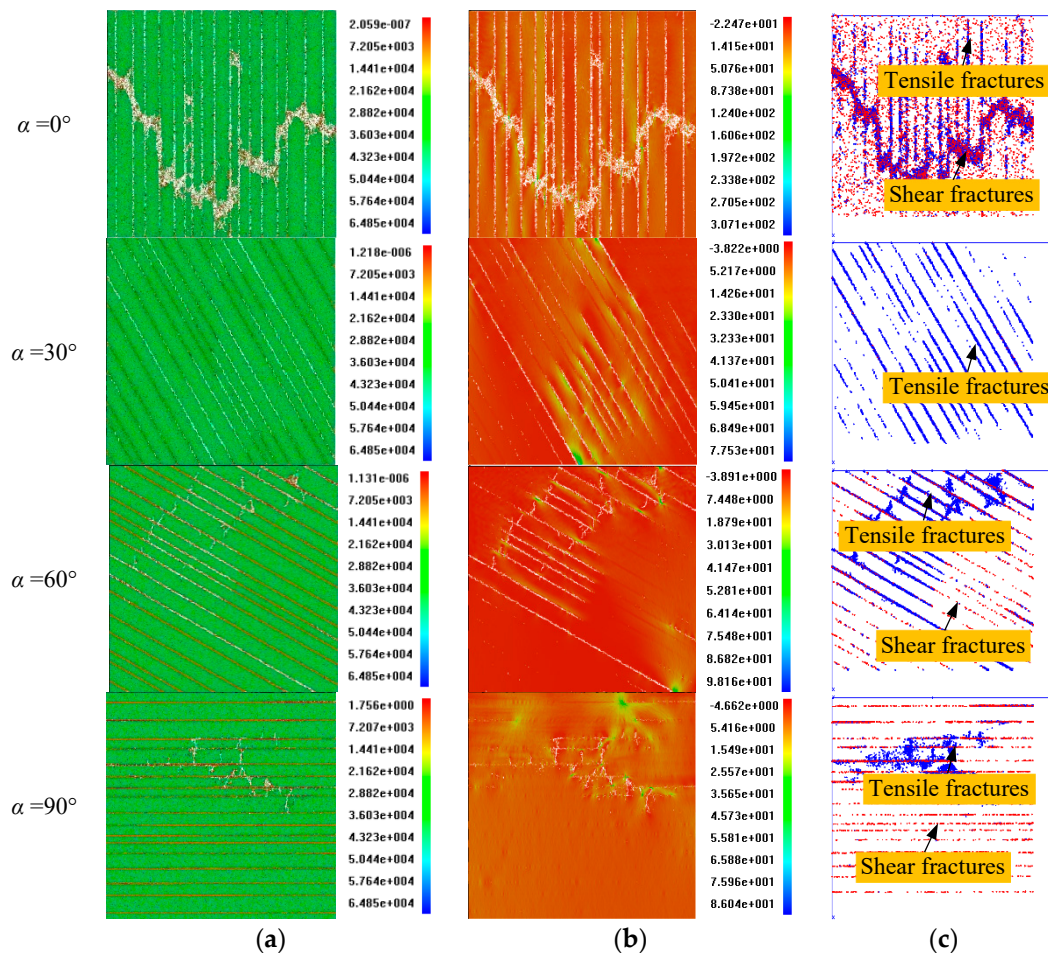 α =0°
2.059e-007
7.205e+003
1.441e+004
2.162e+004
2.882e+004
3.603e+004
4.323e+004
5.044e+004
5.764e+004
6.485e+004
-2.247e+001
1.415e+001
5.076e+001
8.738e+001
1.240e+002
1.606e+002
1.972e+002
2.338e+002
2.705e+002
3.071e+002
Tensile fractures
Shear fractures
α =30°
1.218e-006
7.205e+003
1.441e+004
2.162e+004
2.882e+004
3.603e+004
4.323e+004
5.044e+004
5.764e+004
6.485e+004
-3.822e+000
5.217e+000
1.426e+001
2.330e+001
3.233e+001
4.137e+001
5.041e+001
5.945e+001
6.849e+001
7.753e+001
Tensile fractures
α =60°
1.131e-006
7.205e+003
1.441e+004
2.162e+004
2.882e+004
3.603e+004
4.323e+004
5.044e+004
5.764e+004
6.485e+004
-3.891e+000
7.448e+000
1.879e+001
3.013e+001
4.147e+001
5.281e+001
6.414e+001
7.548e+001
8.682e+001
9.816e+001
Tensile fractures
Shear fractures
α =90°
1.756e+000
7.207e+003
1.441e+004
2.162e+004
2.882e+004
3.603e+004
4.323e+004
5.044e+004
5.764e+004
6.485e+004
-4.662e+000
5.416e+000
1.549e+001
2.557e+001
3.565e+001
4.573e+001
5.581e+001
6.588e+001
7.596e+001
8.604e+001
Tensile fractures
Shear fractures
(a)
(b)
(c)